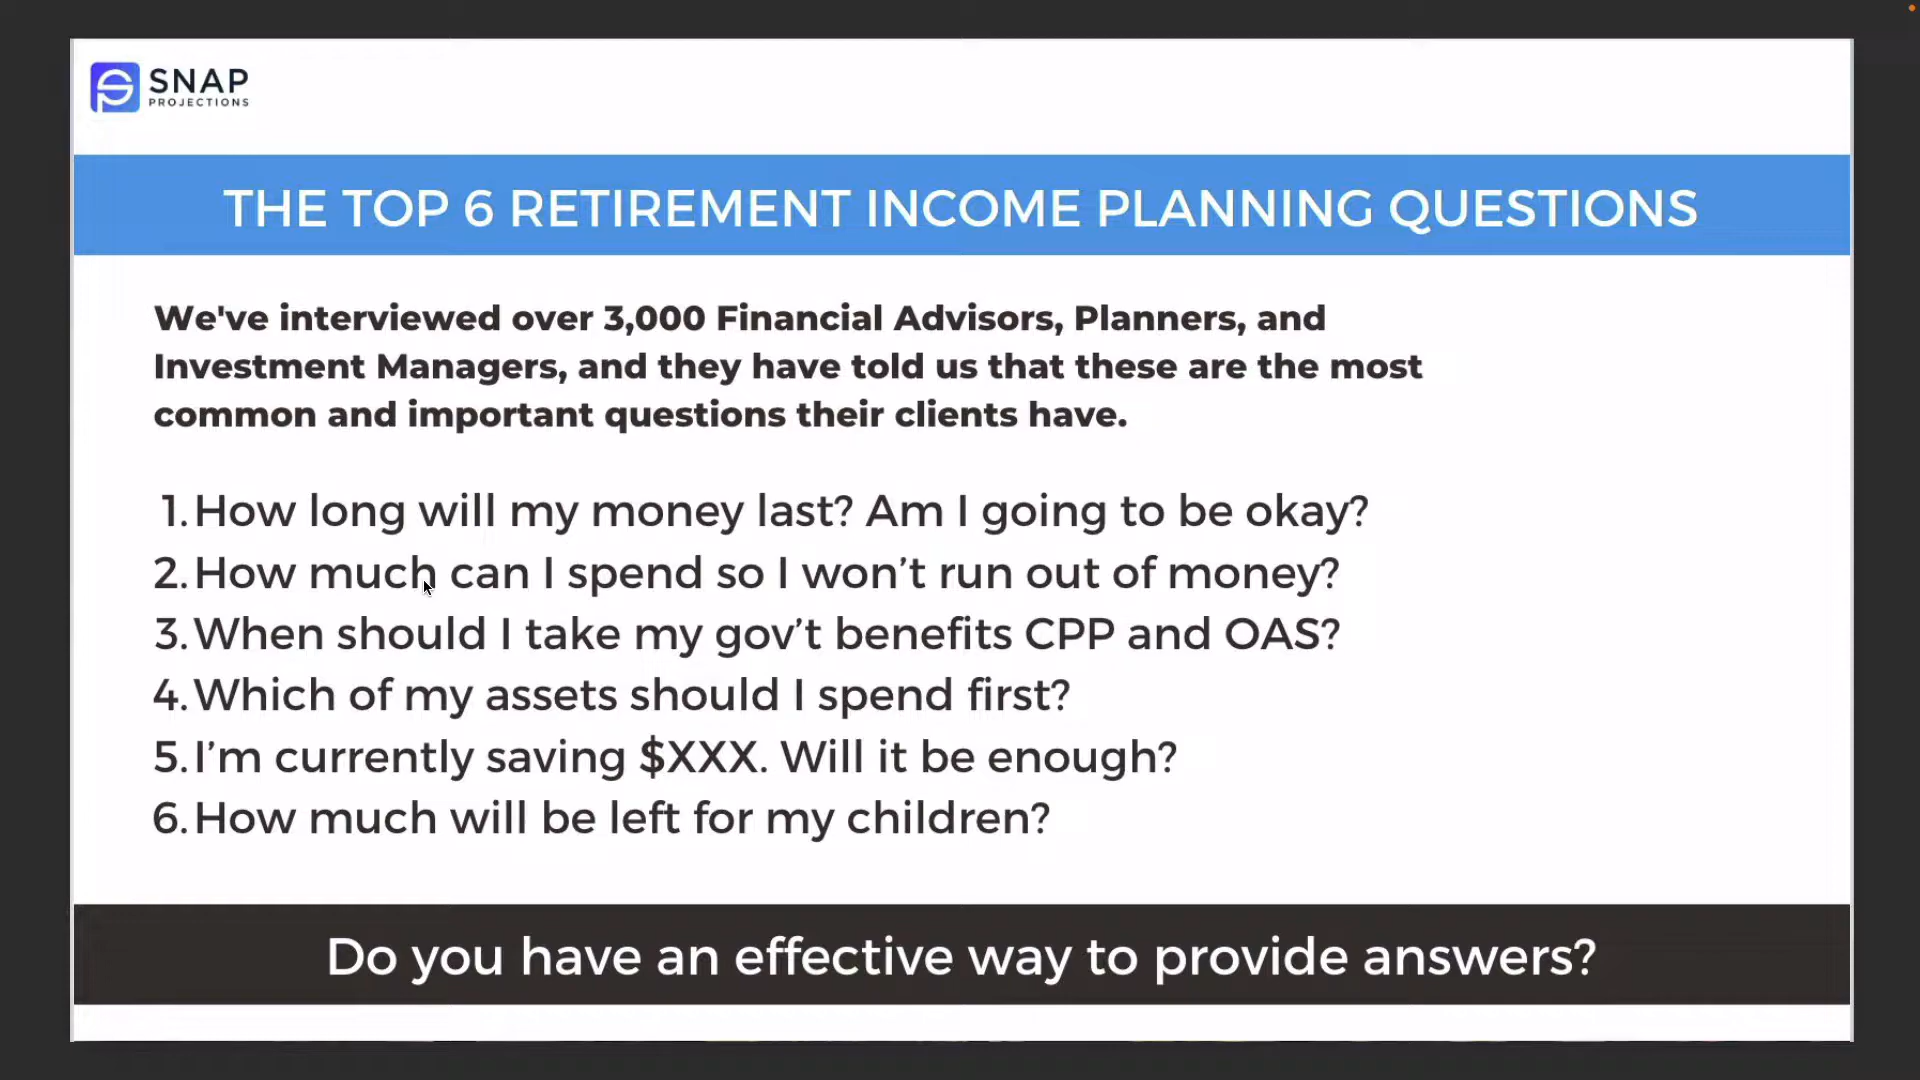 SNAP
PROJECTIONS
THE TOP 6 RETIREMENT INCOME PLANNING QUESTIONS
We've interviewed over 3,000 Financial Advisors, Planners, and
Investment Managers, and they have told us that these are the most
common and important questions their clients have.
1. How long will my money last? Am I going to be okay?
2. How much can I spend so I won’t run out of money?
3. When should I take my gov’t benefits CPP and OAS?
4. Which of my assets should I spend first?
5. I’m currently saving $XXX. Will it be enough?
6. How much will be left for my children?
Do you have an effective way to provide answers?